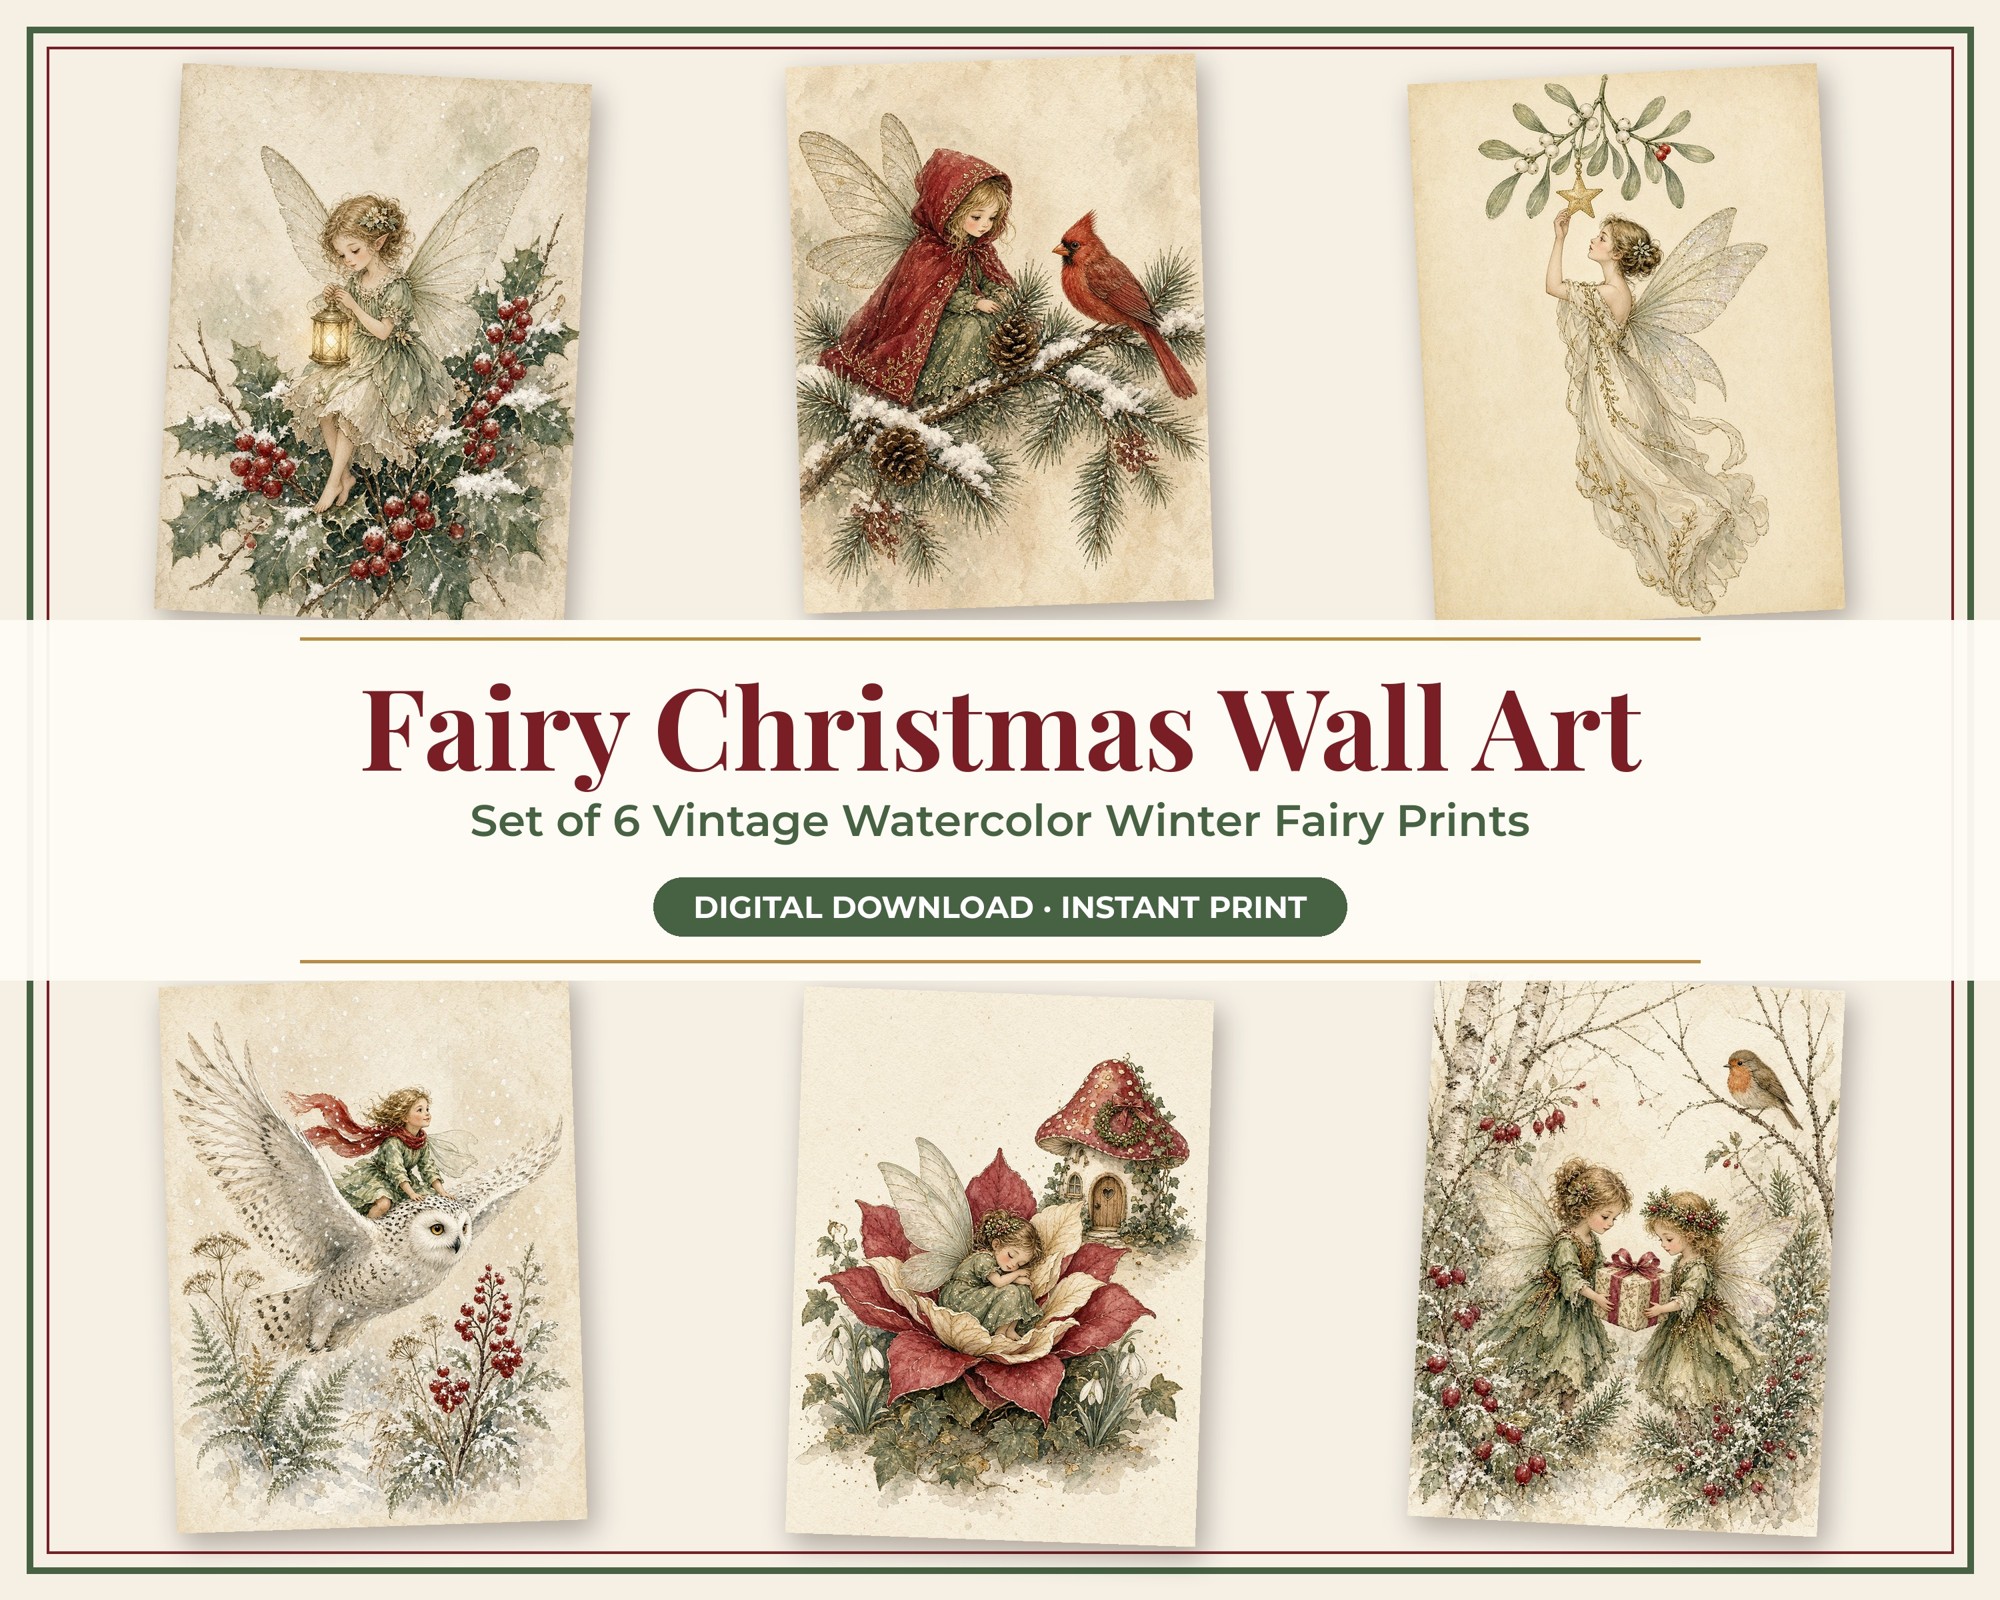 Fairy Christmas Wall Art
Set of 6 Vintage Watercolor Winter Fairy Prints
DIGITAL DOWNLOAD · INSTANT PRINT